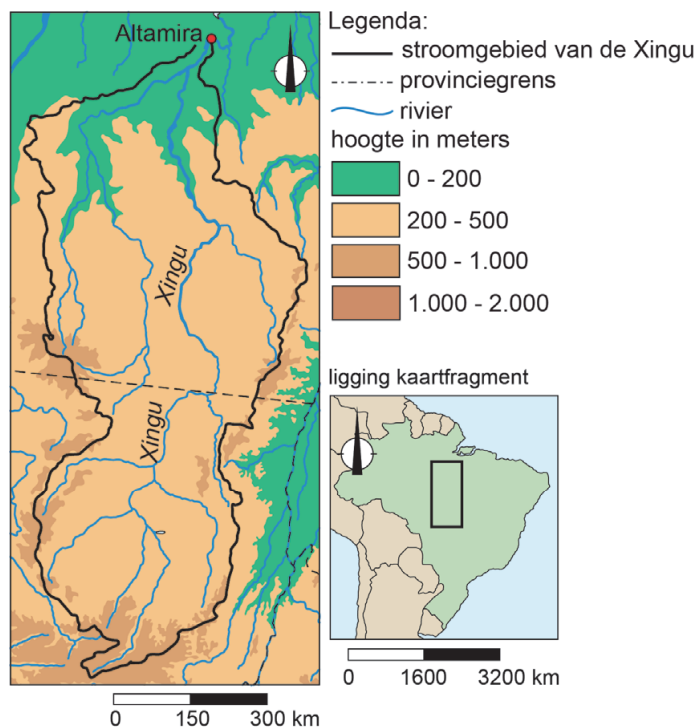 Altamira
Xingu
Xingu
0 150 300 km
Legenda:
stroomgebied van de Xingu
provinciegrens
rivier
hoogte in meters
0 - 200
200 - 500
500 - 1.000
1.000 - 2.000
ligging kaartfragment
0 1600 3200 km